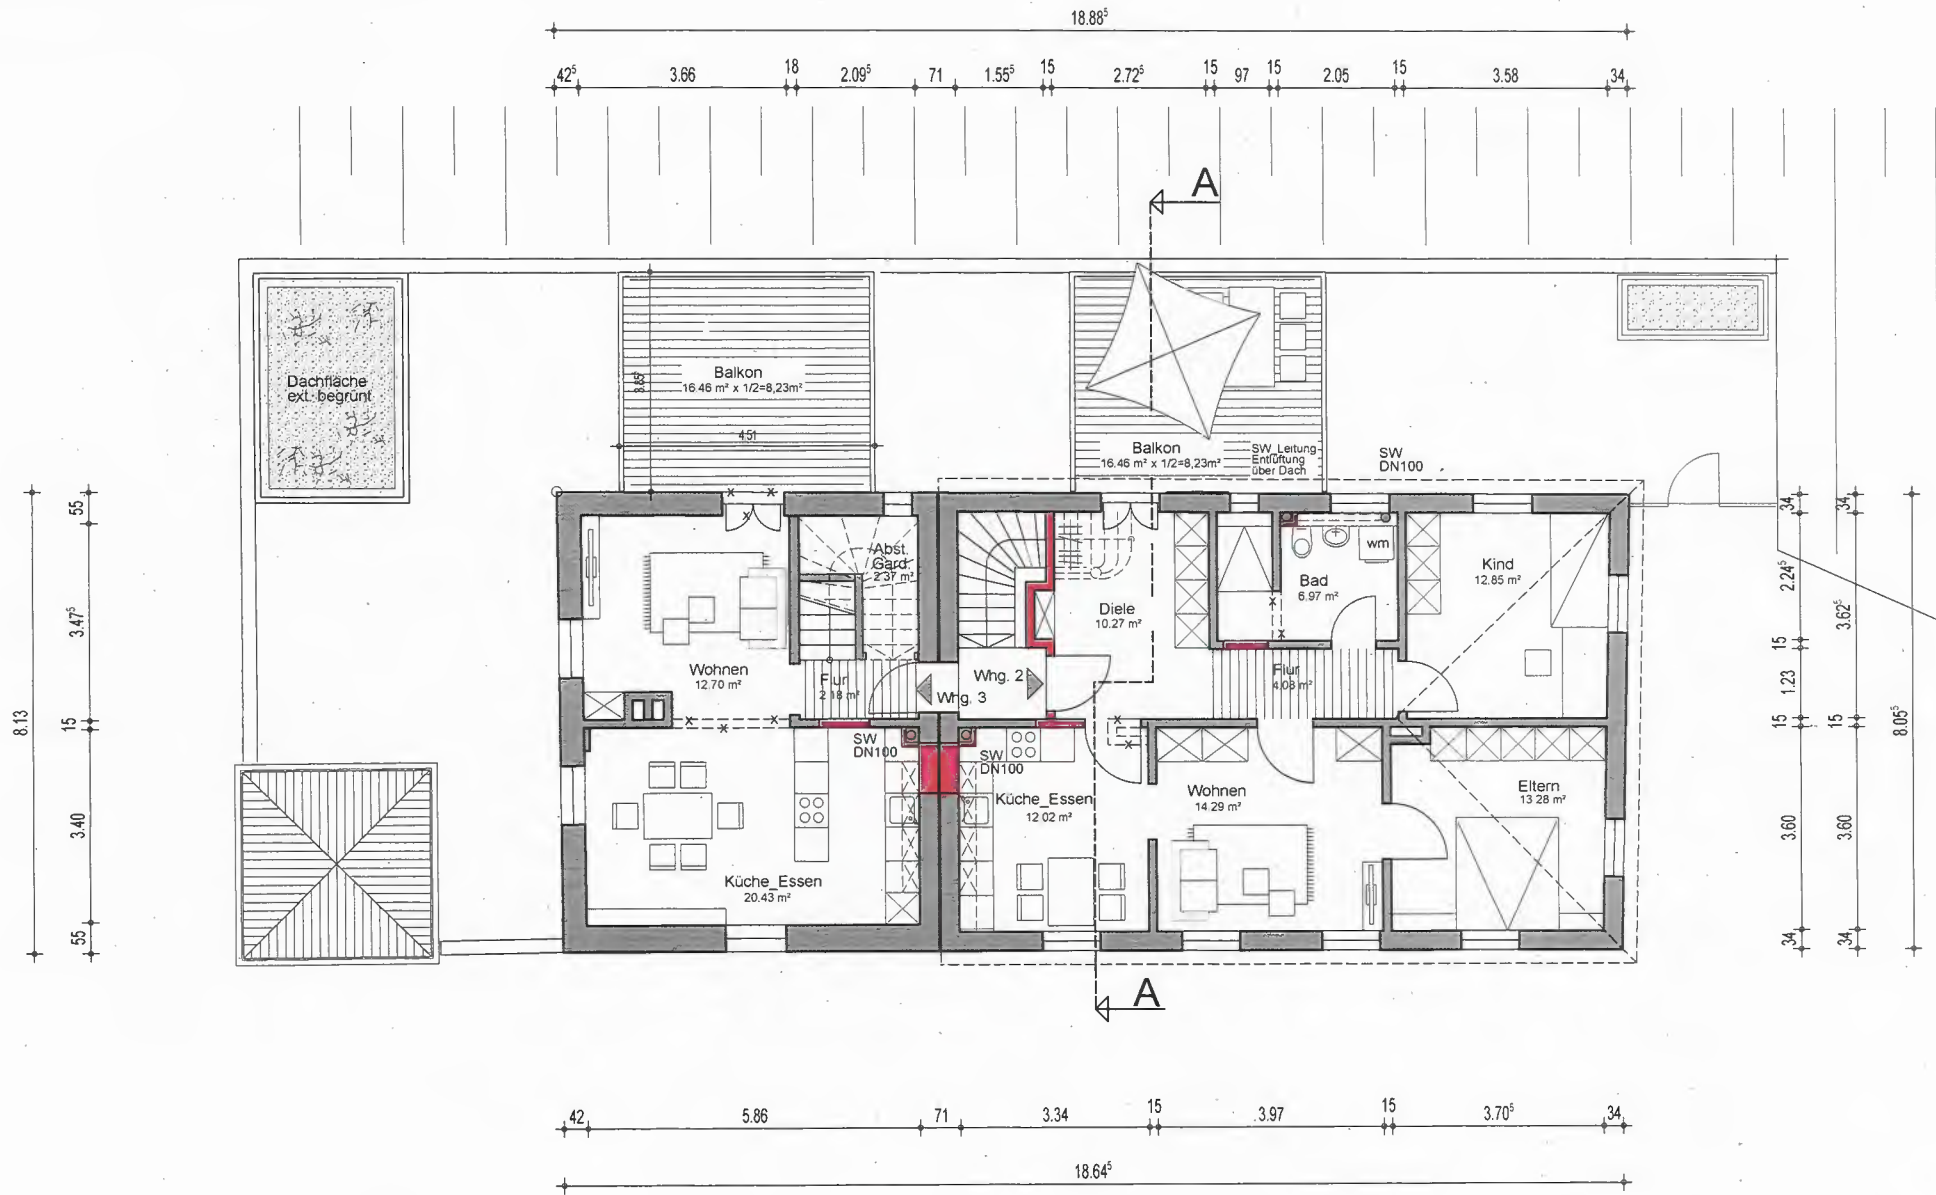 18.88⁵
42⁵ 3.66 18 2.09⁵ 71 1.55⁵ 15 2.72⁵ 15 97 15 2.05 15 3.58 34
A
Dachfläche
ext. begrünt
Balkon
16.46 m² x 1/2=8,23m²
3.65⁵
4.51
Balkon
16.46 m² x 1/2=8,23m²
SW_Leitung
Entlüftung
über Dach
SW
DN100
Wohnen
12.70 m²
Abst.
Gard.
2.37 m²
Flur
2.18 m²
Whg. 3
Whg. 2
Diele
10.27 m²
Bad
6.97 m²
wm
Kind
12.85 m²
Flur
4.08 m²
SW
DN100
SW
DN100
Küche_Essen
20.43 m²
Küche_Essen
12.02 m²
Wohnen
14.29 m²
Eltern
13.28 m²
A
8.13
55
3.47⁵
15
3.40
55
34
2.24⁵
15
1.23
15
3.60
34
34
3.62⁵
15
3.60
34
8.05⁵
42 5.86 71 3.34 15 3.97 15 3.70⁵ 34
18.64⁵